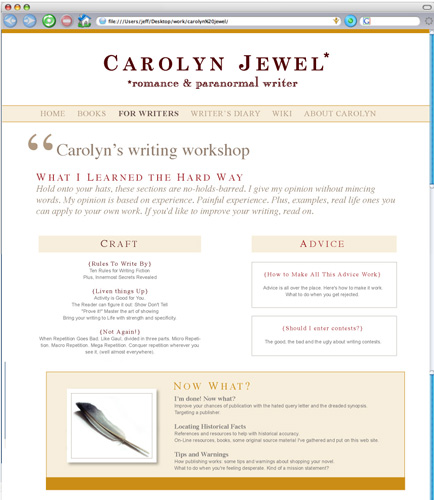 file:///Users/jeff/Desktop/work/carolyn%20jewel/
CAROLYN JEWEL*
*romance & paranormal writer
HOME BOOKS FOR WRITERS WRITER'S DIARY WIKI ABOUT CAROLYN
“ Carolyn's writing workshop
WHAT I LEARNED THE HARD WAY
Hold onto your hats, these sections are no-holds-barred. I give my opinion without mincing
words. My opinion is based on experience. Painful experience. Plus, examples, real life ones you
can apply to your own work. If you'd like to improve your writing, read on.
CRAFT
{Rules To Write By}
Ten Rules for Writing Fiction
Plus, Innermost Secrets Revealed
{Liven things Up}
Activity is Good for You
The Reader can figure it out: Show Don't Tell
"Prove It!" Master the art of showing
Bring your writing to Life with strength and specificity.
{Not Again!}
When Repetition Goes Bad. Like Gaul, divided in three parts. Micro Repeti-
tion. Macro Repetition. Mega Repetition. Conquer repetition wherever you
see it, (well almost everywhere).
ADVICE
{How to Make All This Advice Work}
Advice is all over the place. Here's how to make it work
What to do when you get rejected.
{Should I enter contests?}
The good, the bad and the ugly about writing contests.
NOW WHAT?
I'm done! Now what?
Improve your chances of publication with the hated query letter and the dreaded synopsis.
Targeting a publisher
Locating Historical Facts
References and resources to help with historical accuracy.
On-Line resources, books, some original source material I've gathered and put on this web site.
Tips and Warnings
How publishing works: some tips and warnings about shopping your novel.
What to do when you're feeling desperate. Kind of a mission statement?